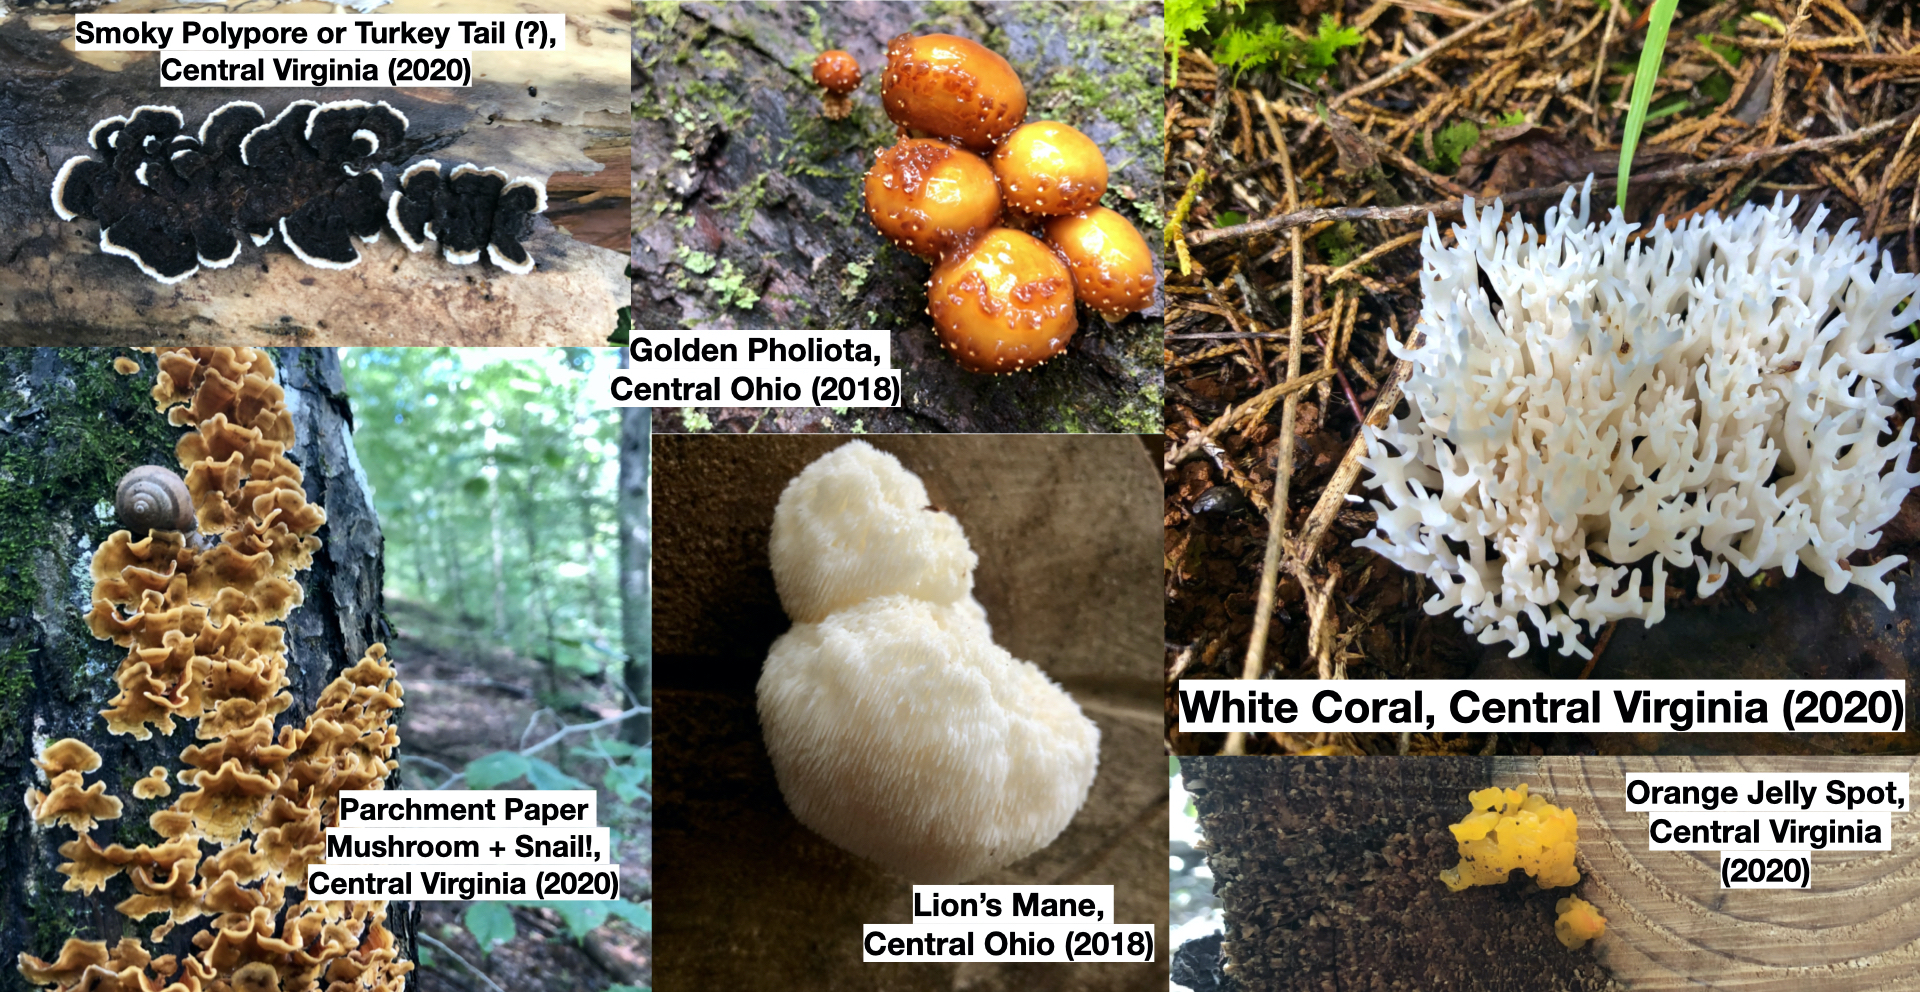 Smoky Polypore or Turkey Tail (?),
Central Virginia (2020)
Golden Pholiota,
Central Ohio (2018)
White Coral, Central Virginia (2020)
Parchment Paper
Mushroom + Snail!,
Central Virginia (2020)
Lion’s Mane,
Central Ohio (2018)
Orange Jelly Spot,
Central Virginia
(2020)